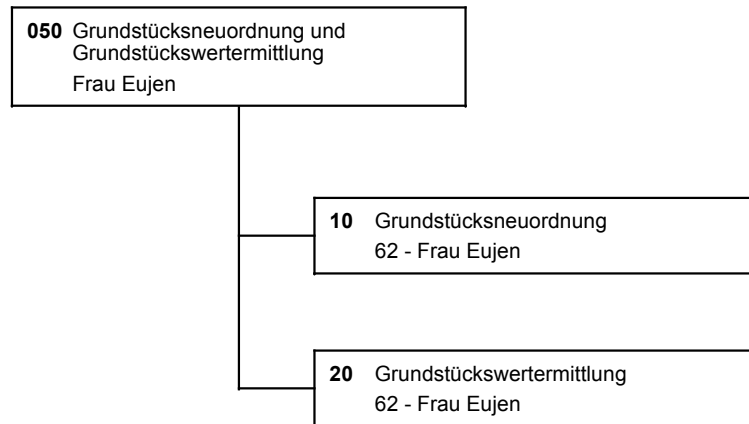 050 Grundstücksneuordnung und
Grundstückswertermittlung
Frau Eujen
10 Grundstücksneuordnung
62 - Frau Eujen
20 Grundstückswertermittlung
62 - Frau Eujen